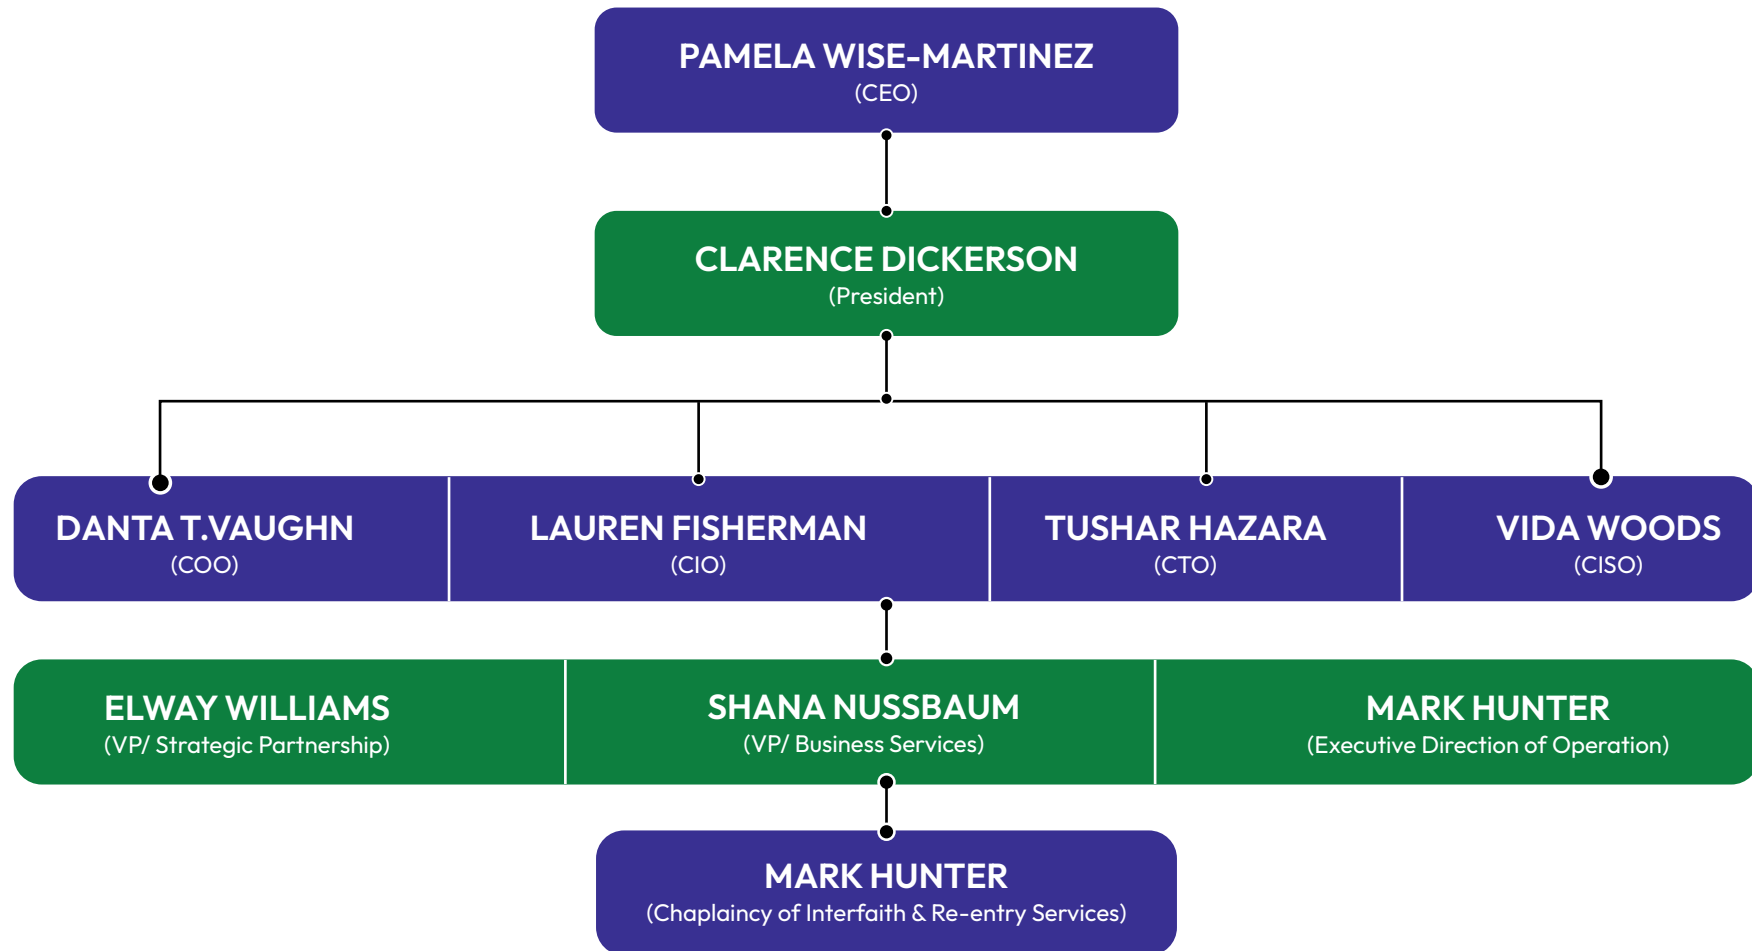 PAMELA WISE-MARTINEZ
(CEO)
CLARENCE DICKERSON
(President)
DANTA T.VAUGHN
(COO)
LAUREN FISHERMAN
(CIO)
TUSHAR HAZARA
(CTO)
VIDA WOODS
(CISO)
ELWAY WILLIAMS
(VP/ Strategic Partnership)
SHANA NUSSBAUM
(VP/ Business Services)
MARK HUNTER
(Executive Direction of Operation)
MARK HUNTER
(Chaplaincy of Interfaith & Re-entry Services)